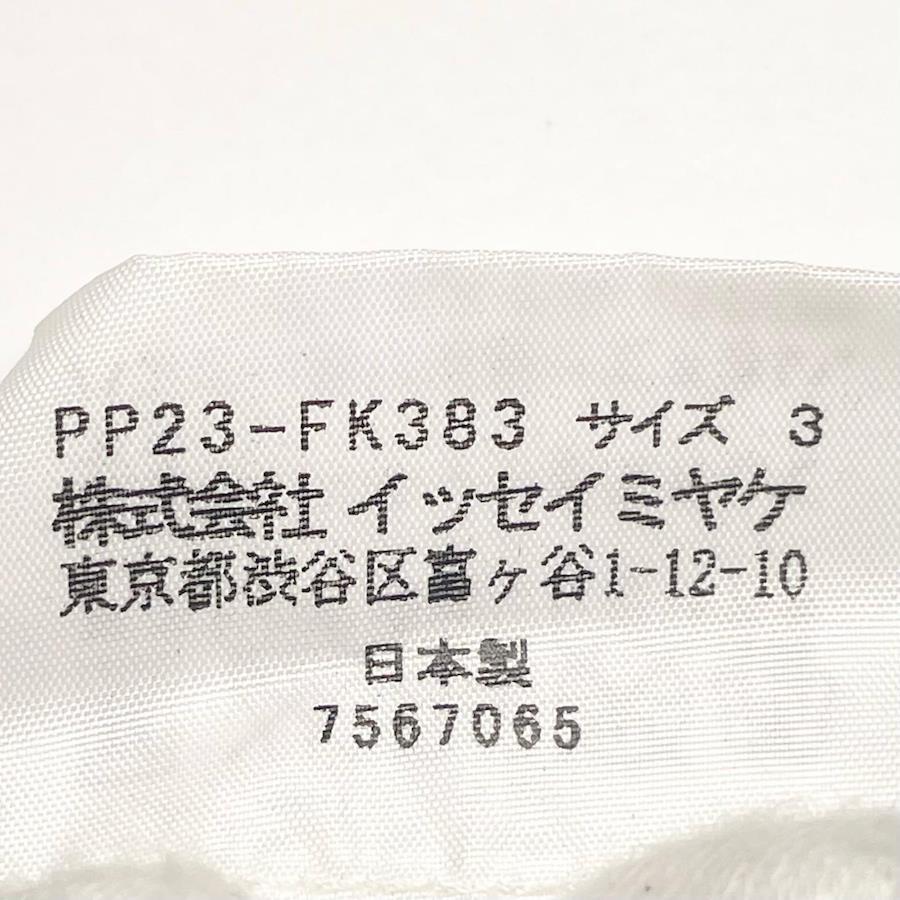 PP23-FK383 サイズ 3
株式会社 イッセイミヤケ
東京都渋谷区富ヶ谷1-12-10
日本製
7567065